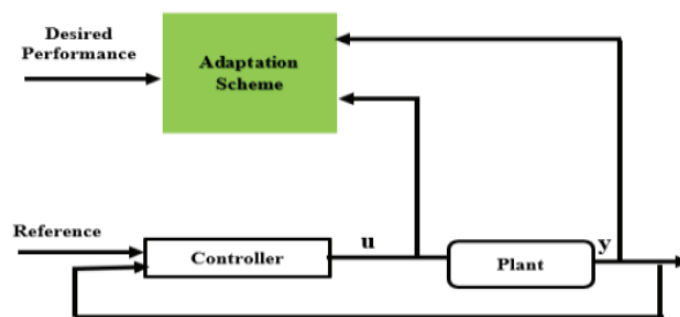 Desired
Performance
Adaptation
Scheme
Reference
Controller
u
Plant
y